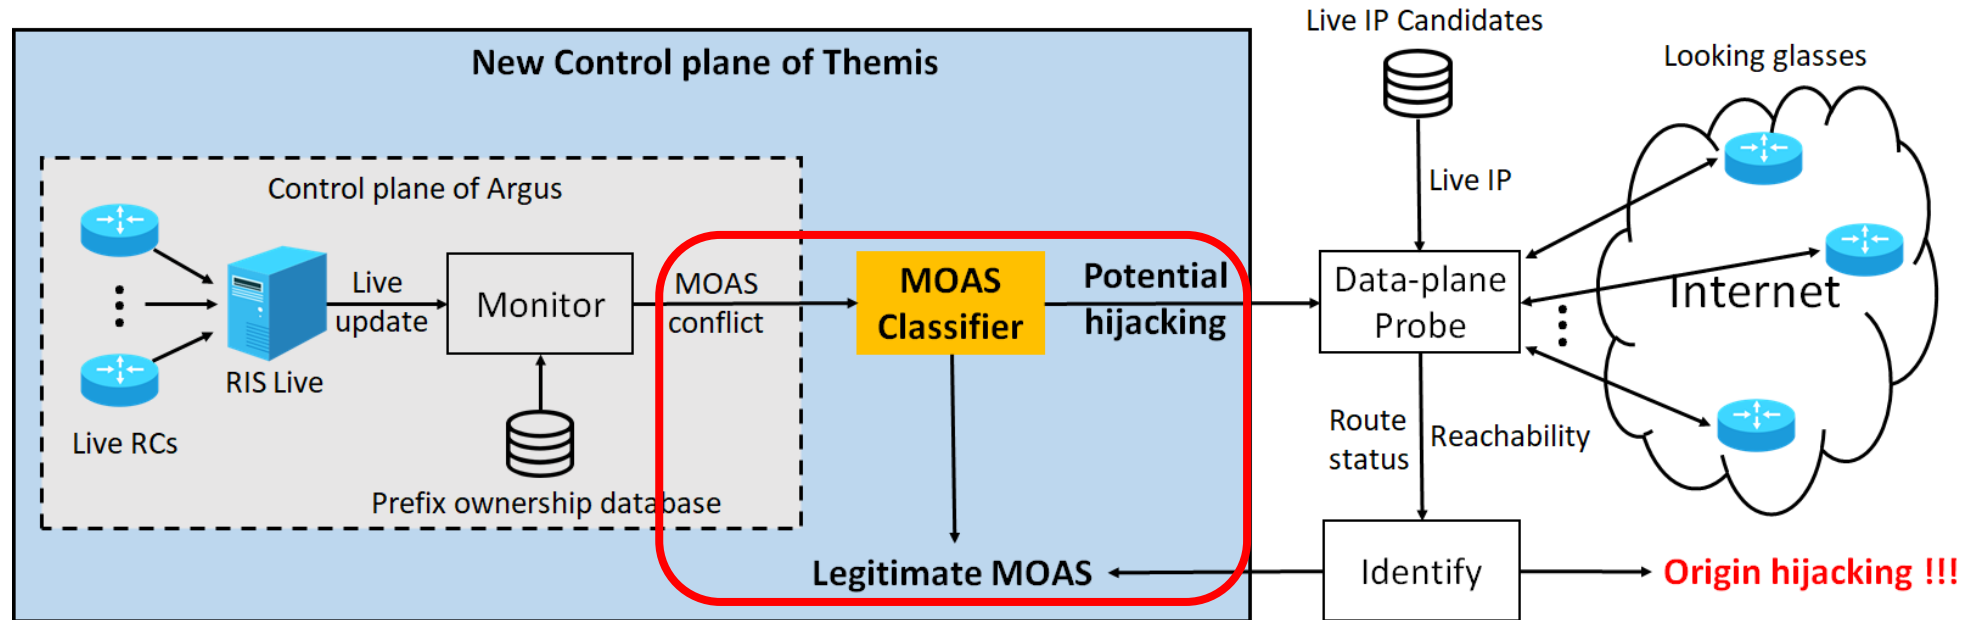 New Control plane of Themis
Control plane of Argus
Live RCs
RIS Live
Live
update
Monitor
Prefix ownership database
MOAS
conflict
MOAS
Classifier
Potential
hijacking
Legitimate MOAS
Live IP Candidates
Live IP
Data-plane
Probe
Looking glasses
Internet
Route
status
Reachability
Identify
Origin hijacking !!!